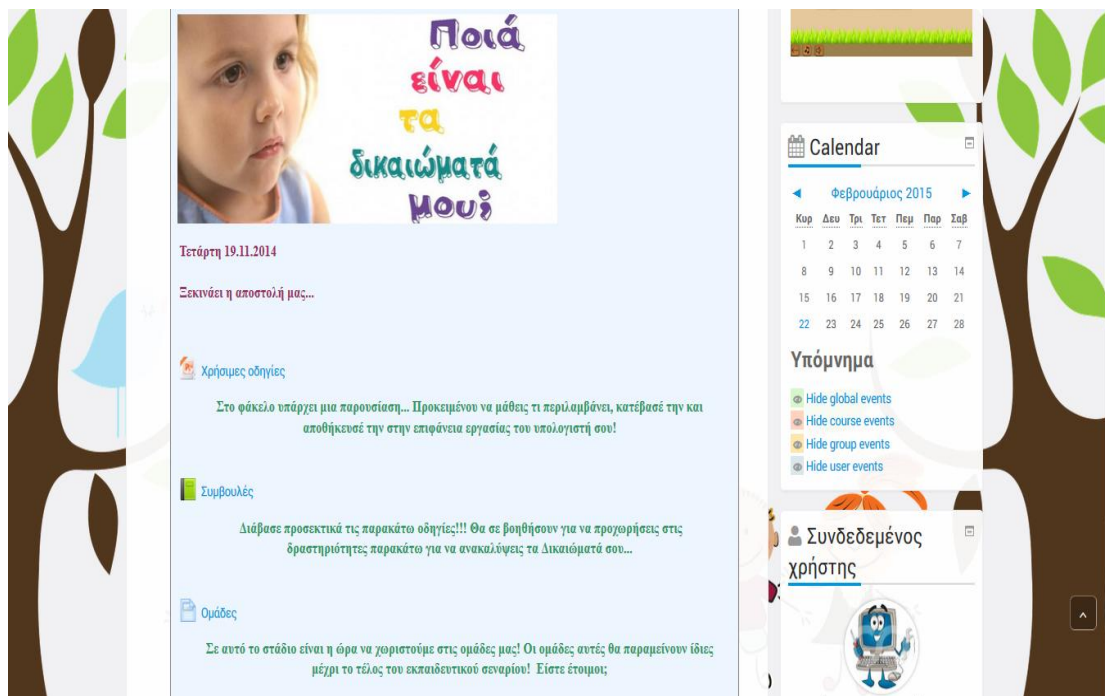 Ποιά
είναι
τα
δικαιώματά
μου;
Τετάρτη 19.11.2014
Ξεκινάει η αποστολή μας...
Χρήσιμες οδηγίες
Στο φάκελο υπάρχει μια παρουσίαση... Προκειμένου να μάθεις τι περιλαμβάνει, κατέβασέ την και
αποθήκευσέ την στην επιφάνεια εργασίας του υπολογιστή σου!
Συμβουλές
Διάβασε προσεκτικά τις παρακάτω οδηγίες!!! Θα σε βοηθήσουν για να προχωρήσεις στις
δραστηριότητες παρακάτω για να ανακαλύψεις τα Δικαιώματά σου...
Ομάδες
Σε αυτό το στάδιο είναι η ώρα να χωριστούμε στις ομάδες μας! Οι ομάδες αυτές θα παραμείνουν ίδιες
μέχρι το τέλος του εκπαιδευτικού σεναρίου! Είστε έτοιμοι;
Calendar
◄ Φεβρουάριος 2015 ►
Κυρ Δευ Τρι Τετ Πεμ Παρ Σαβ
1 2 3 4 5 6 7
8 9 10 11 12 13 14
15 16 17 18 19 20 21
22 23 24 25 26 27 28
Υπόμνημα
Hide global events
Hide course events
Hide group events
Hide user events
Συνδεδεμένος
χρήστης